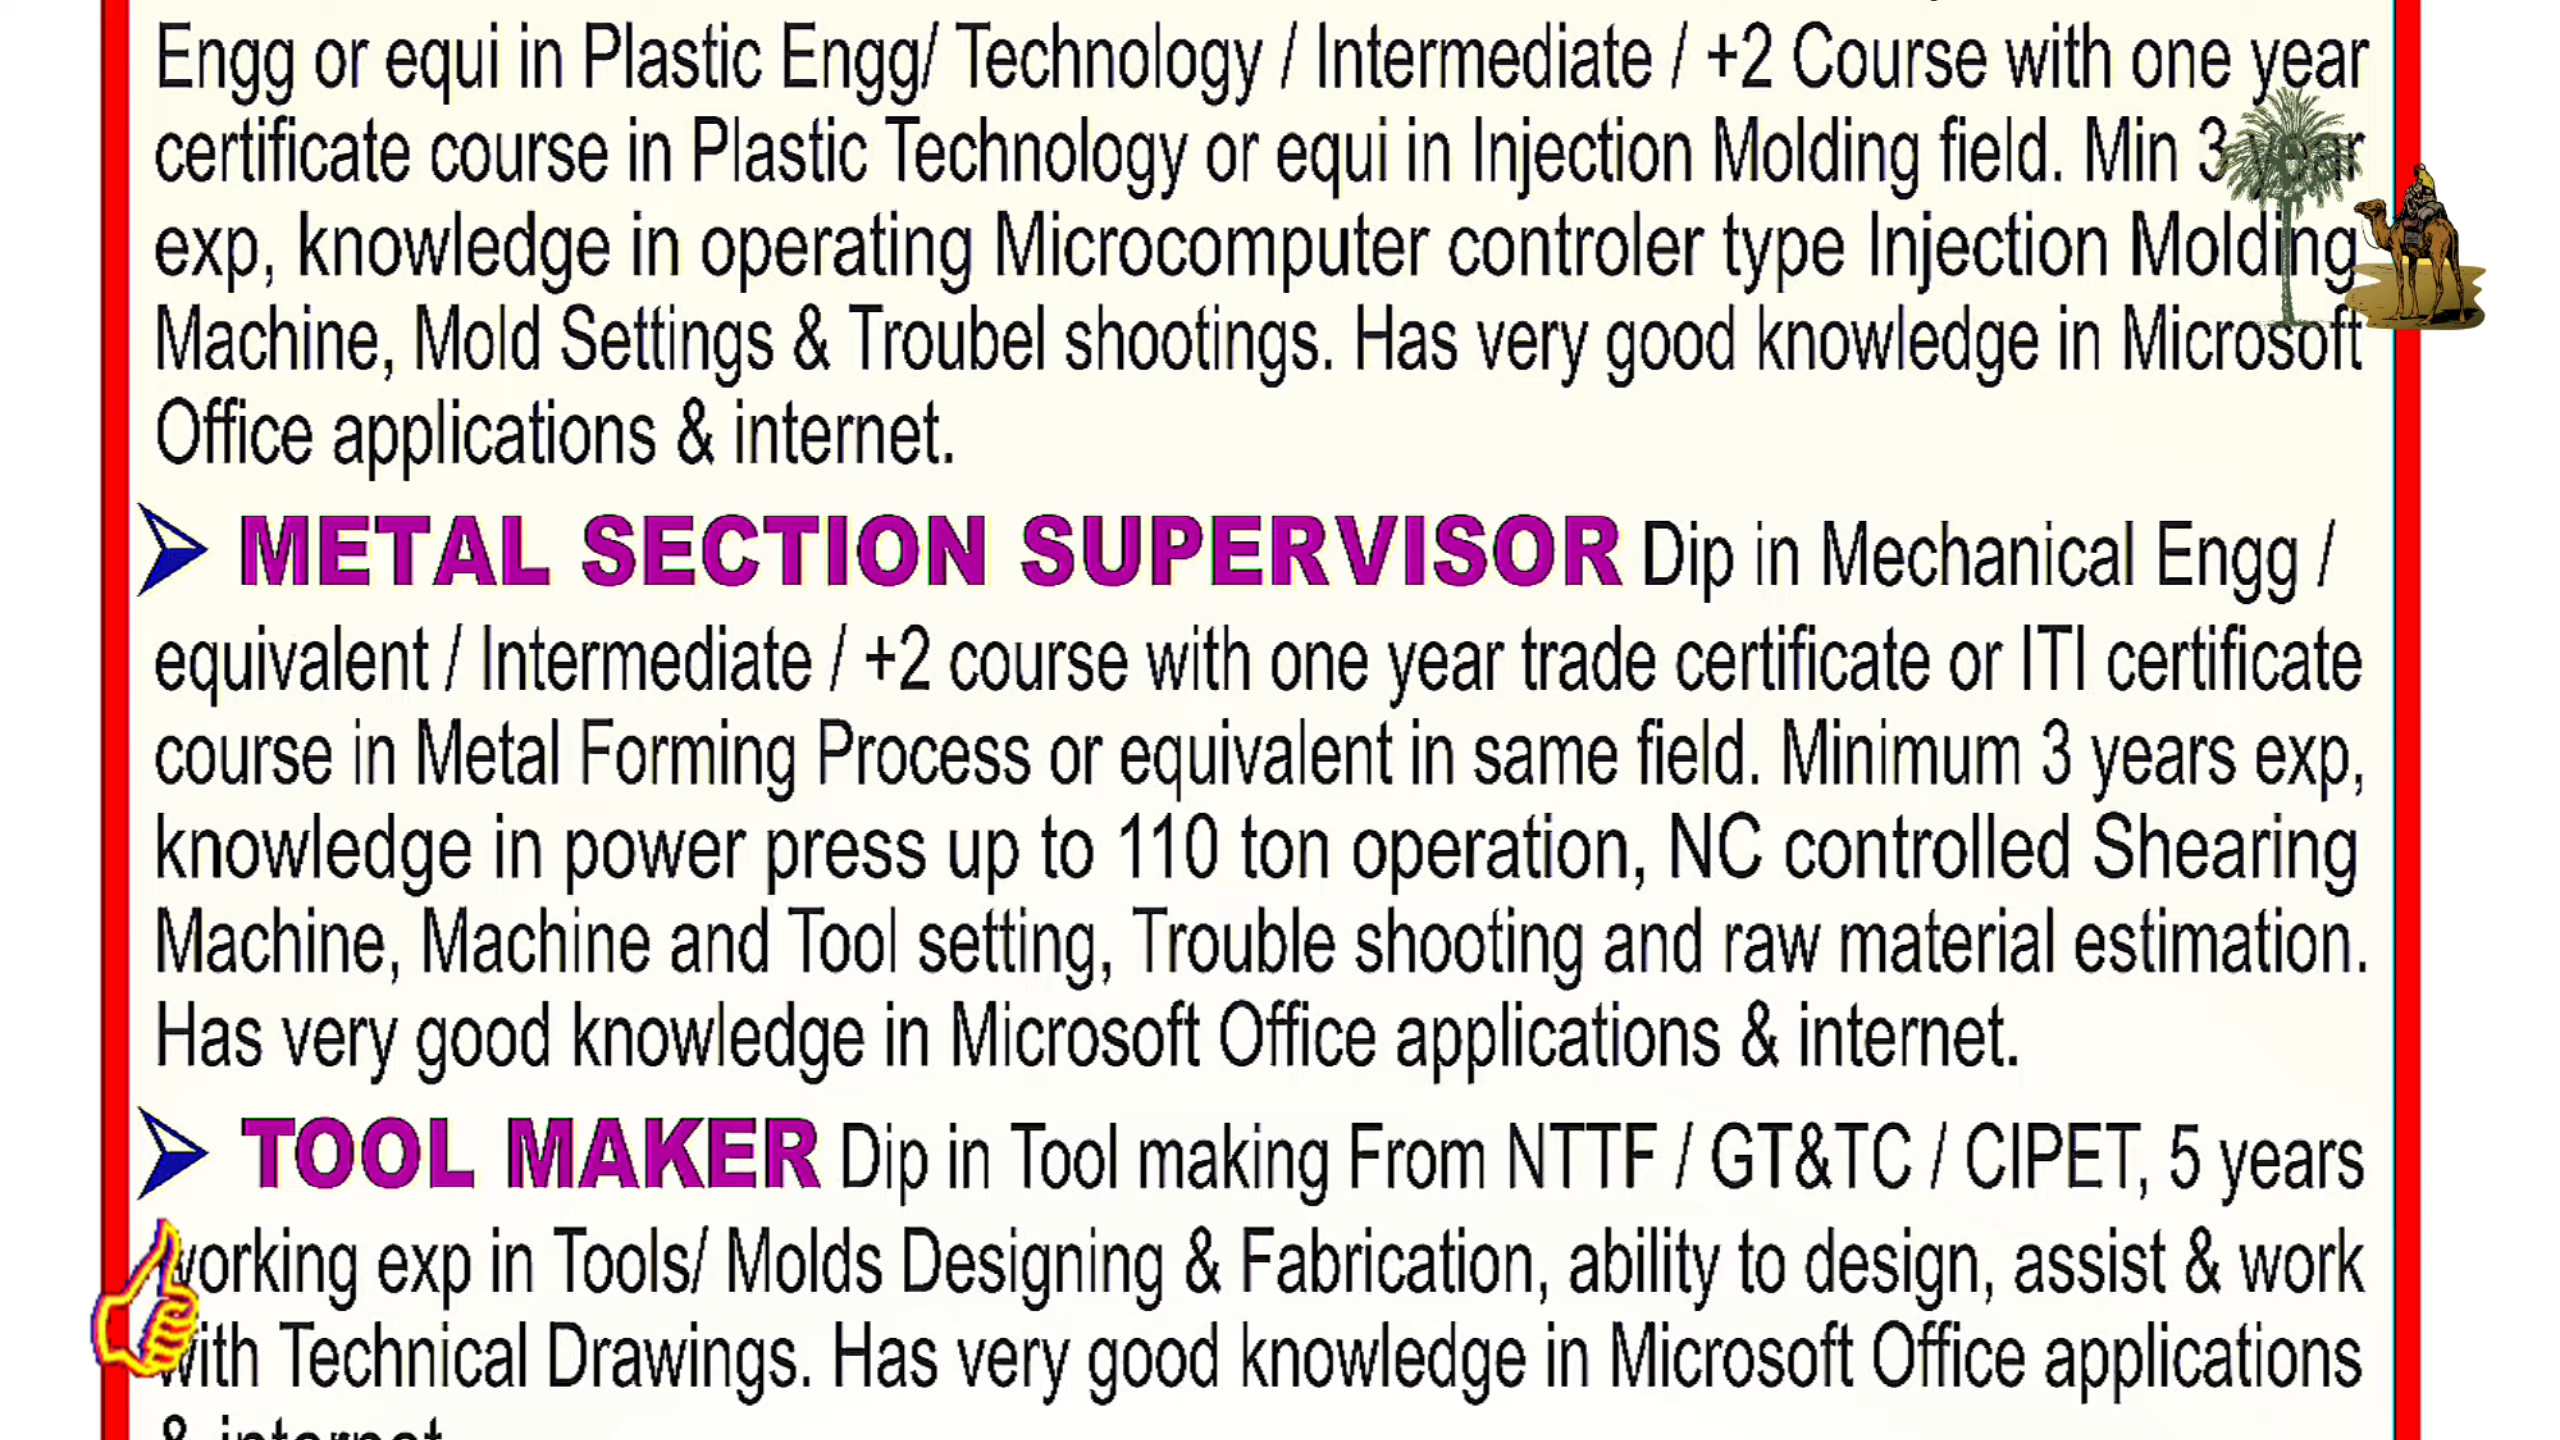 Engg or equi in Plastic Engg/ Technology / Intermediate / +2 Course with one year
certificate course in Plastic Technology or equi in Injection Molding field. Min 3 year
exp, knowledge in operating Microcomputer controler type Injection Molding
Machine, Mold Settings & Troubel shootings. Has very good knowledge in Microsoft
Office applications & internet.
METAL SECTION SUPERVISOR Dip in Mechanical Engg /
equivalent / Intermediate / +2 course with one year trade certificate or ITI certificate
course in Metal Forming Process or equivalent in same field. Minimum 3 years exp,
knowledge in power press up to 110 ton operation, NC controlled Shearing
Machine, Machine and Tool setting, Trouble shooting and raw material estimation.
Has very good knowledge in Microsoft Office applications & internet.
TOOL MAKER Dip in Tool making From NTTF / GT&TC / CIPET, 5 years
working exp in Tools/ Molds Designing & Fabrication, ability to design, assist & work
with Technical Drawings. Has very good knowledge in Microsoft Office applications
& internet